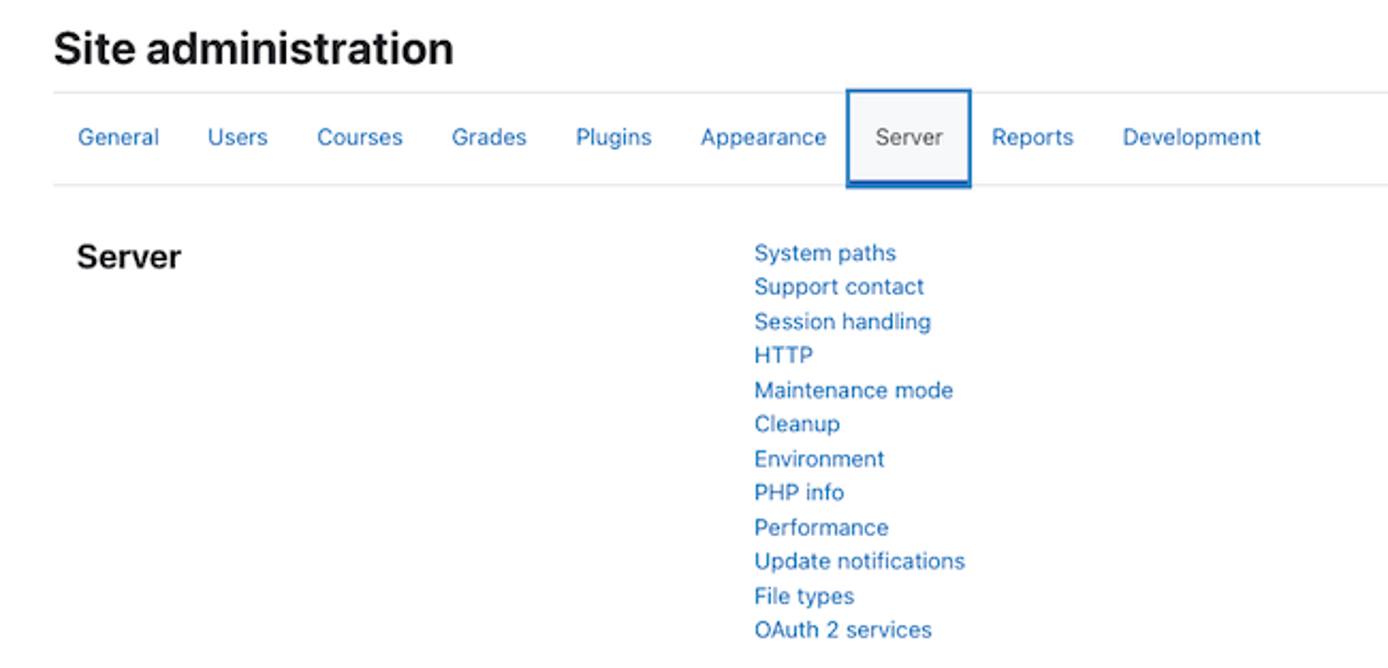 Site administration
General Users Courses Grades Plugins Appearance Server Reports Development
Server
System paths
Support contact
Session handling
HTTP
Maintenance mode
Cleanup
Environment
PHP info
Performance
Update notifications
File types
OAuth 2 services